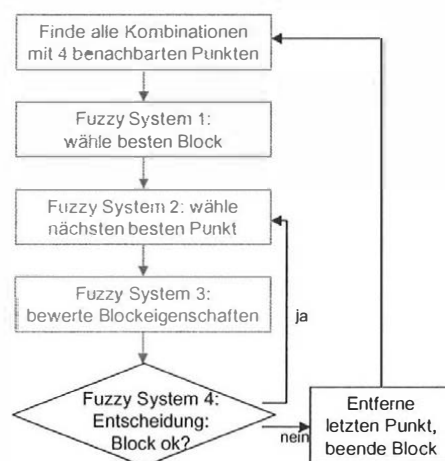 Finde alle Kombinationen
mit 4 benachbarten Punkten
Fuzzy System 1:
wähle besten Block
Fuzzy System 2: wähle
nächsten besten Punkt
Fuzzy System 3:
bewerte Blockeigenschaften
ja
Fuzzy System 4:
Entscheidung:
Block ok?
nein
Entferne
letzten Punkt,
beende Block